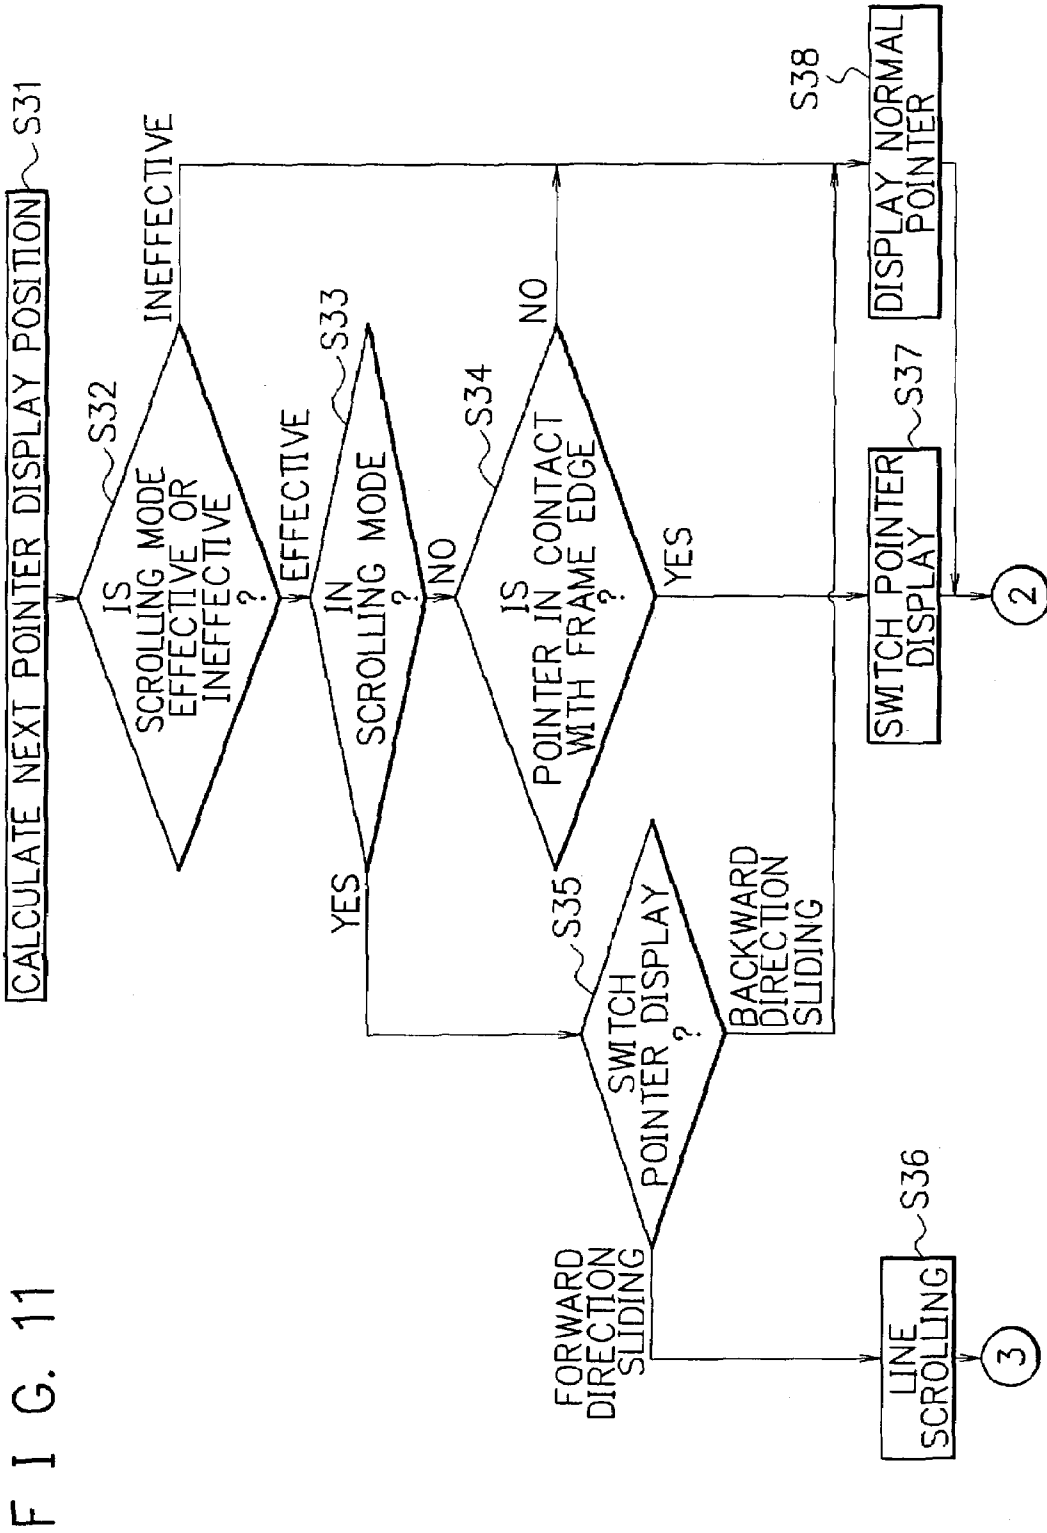 F I G. 11
CALCULATE NEXT POINTER DISPLAY POSITION
S31
IS
SCROLLING MODE
EFFECTIVE OR
INEFFECTIVE
?
S32
INEFFECTIVE
EFFECTIVE
IN
SCROLLING MODE
?
S33
YES
NO
IS
POINTER IN CONTACT
WITH FRAME EDGE
?
S34
NO
YES
SWITCH
POINTER DISPLAY
?
S35
FORWARD
DIRECTION
SLIDING
BACKWARD
DIRECTION
SLIDING
LINE
SCROLLING
S36
3
SWITCH POINTER
DISPLAY
S37
2
DISPLAY NORMAL
POINTER
S38